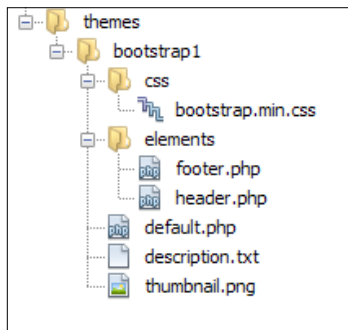 themes
bootstrap1
css
bootstrap.min.css
elements
footer.php
header.php
default.php
description.txt
thumbnail.png